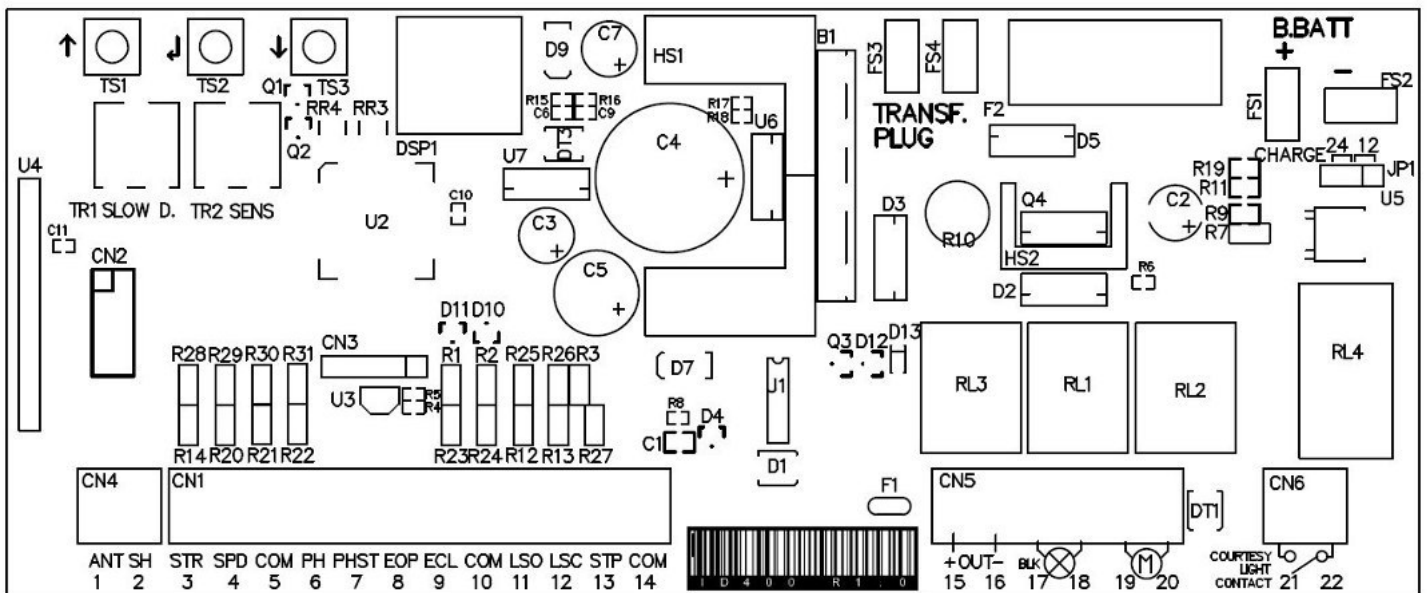 TS1 TS2 TS3
Q1
RR4 RR3
Q2
DSP1
TR1 SLOW D. TR2 SENS
U4
C11
CN2
U2
C10
D9
C7
HS1
B1
R15 R16
C6 C9
DT3
C4
R17
R18
U6
U7
C3
C5
FS3 FS4
TRANSF.
PLUG
F2
D5
B.BATT
+ -
FS1
FS2
CHARGE 24 12
JP1
U5
R19
R11
R9
R7
C2
R10
D3
Q4
HS2
D2
R6
D11 D10
CN3
R28 R29 R30 R31
R1 R2 R25 R26 R3
U3
R5
R4
R14 R20 R21 R22
R23 R24 R12 R13 R27
D7
R8
C1
D4
J1
D1
Q3 D12 D13
RL3 RL1 RL2 RL4
CN4 CN1
F1
CN5
DT1
CN6
ANT SH STR SPD COM PH PHST EOP ECL COM LSO LSC STP COM
1 2 3 4 5 6 7 8 9 10 11 12 13 14
ID400 R1.0
+OUT- BLK M
15 16 17 18 19 20
COURTESY
LIGHT
CONTACT 21 22